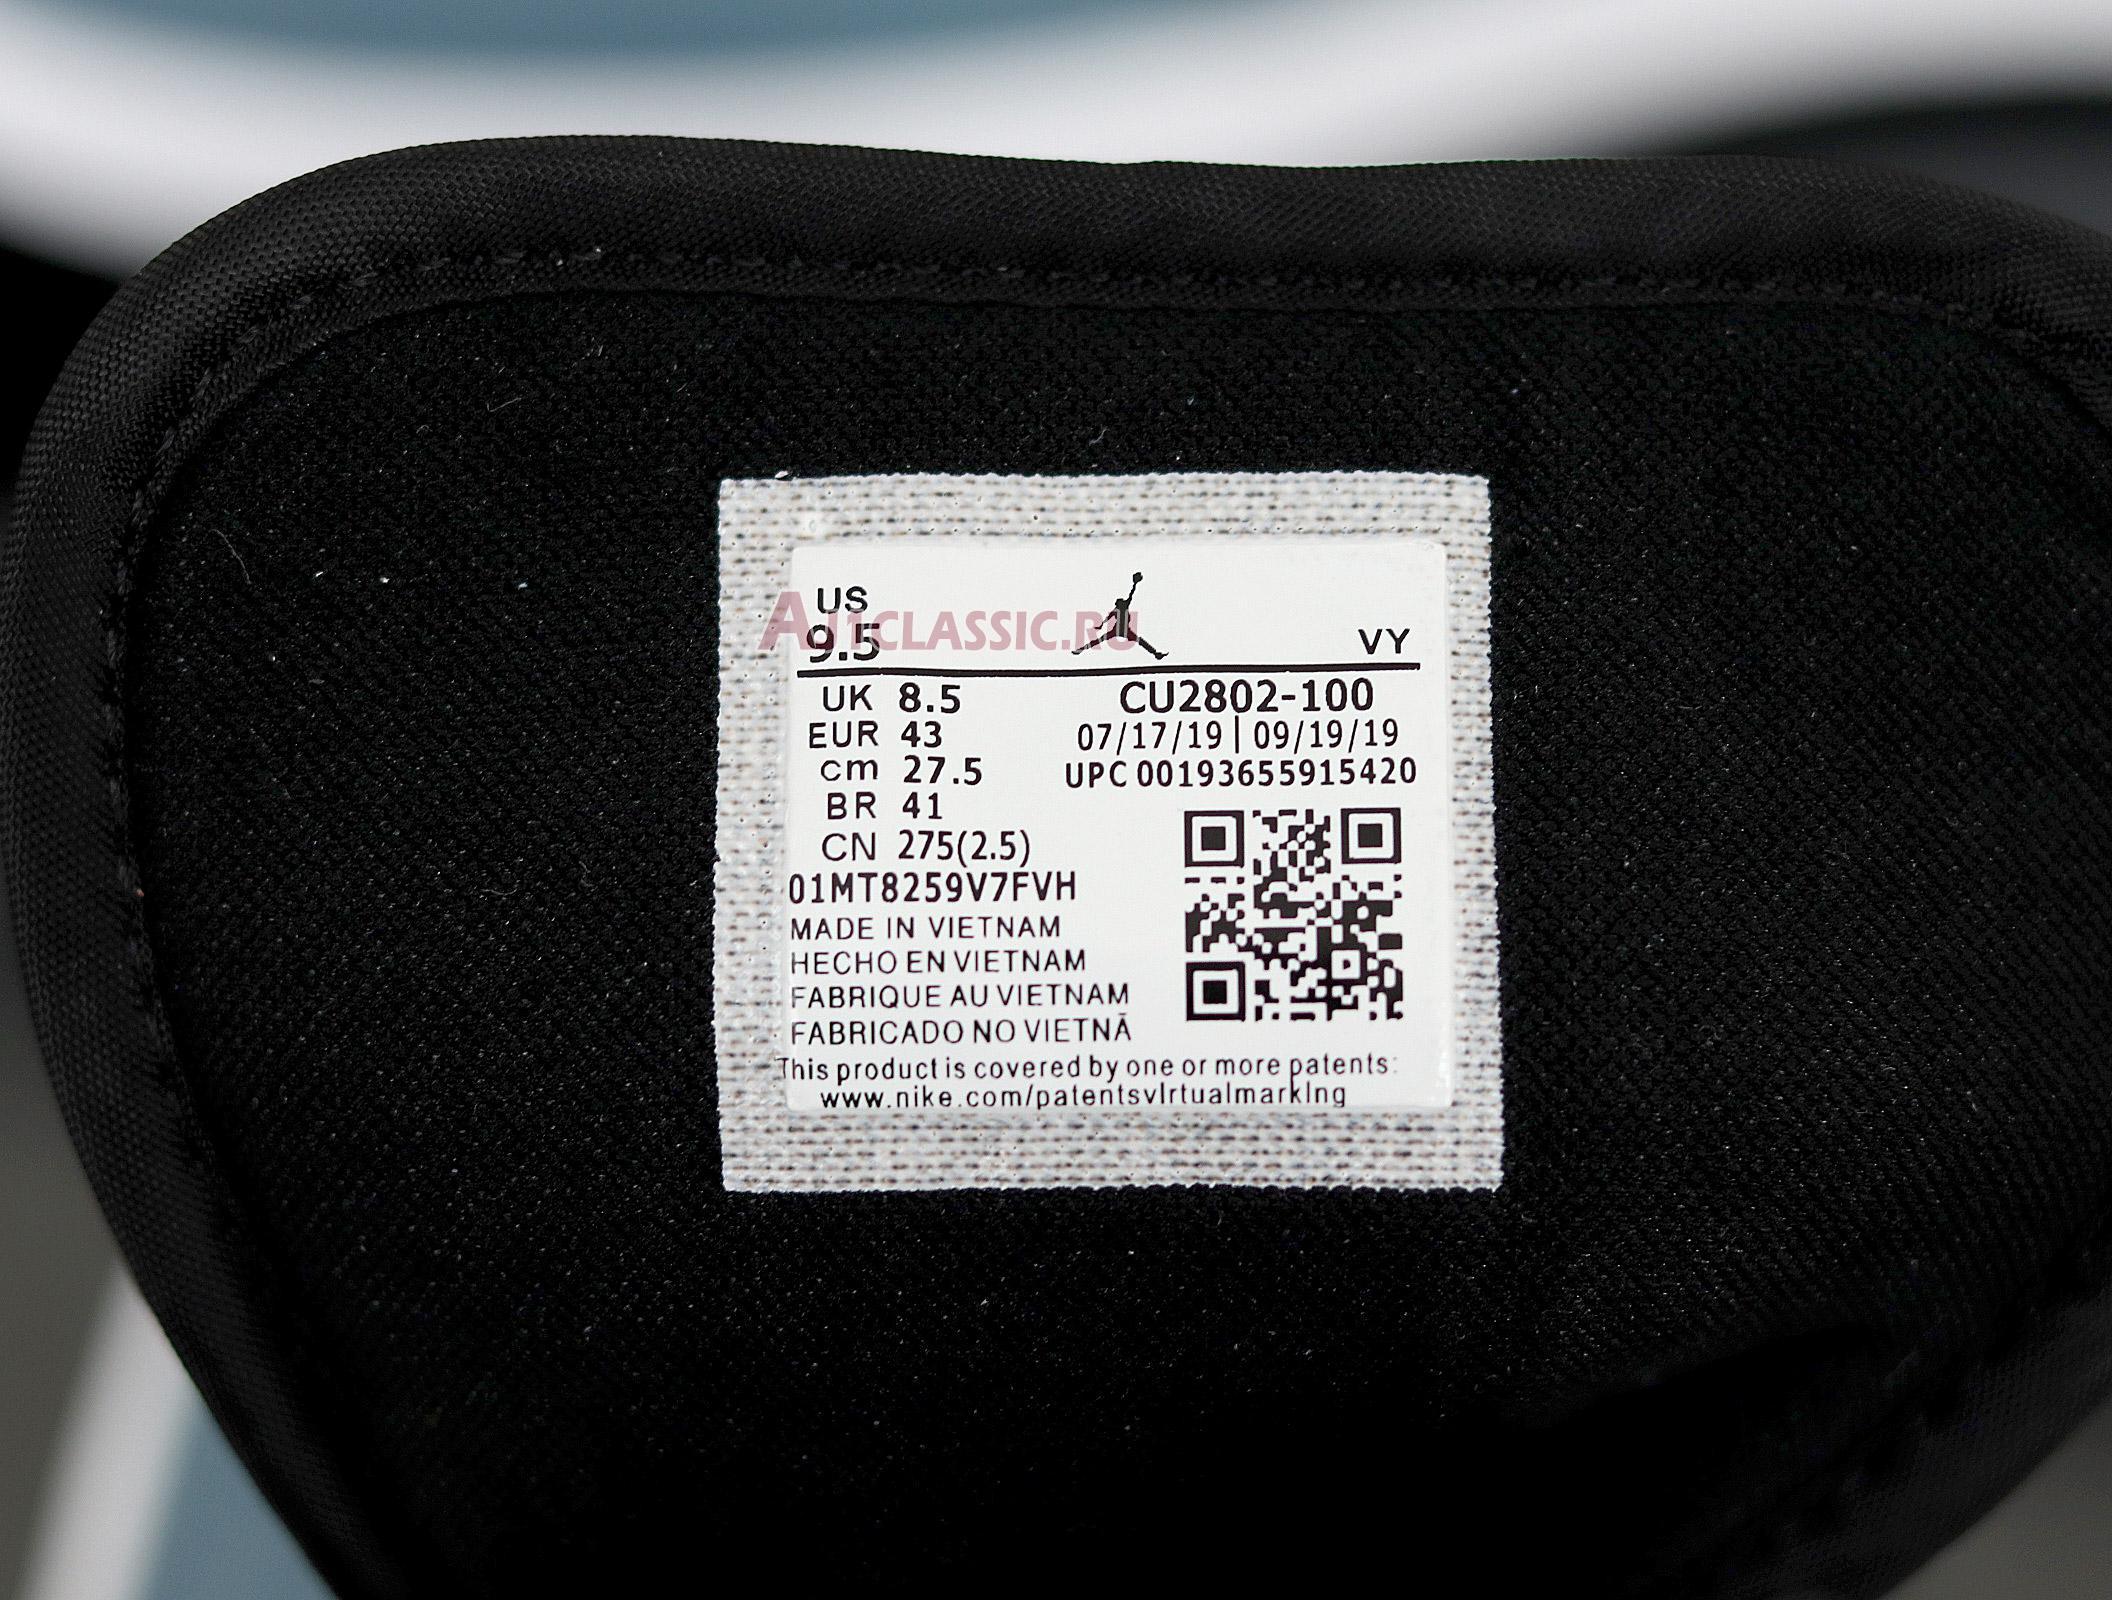 US
9.5
AJ1CLASSIC.RU
VY
UK 8.5
EUR 43
cm 27.5
BR 41
CN 275(2.5)
CU2802-100
07/17/19 | 09/19/19
UPC 00193655915420
01MT8259V7FVH
MADE IN VIETNAM
HECHO EN VIETNAM
FABRIQUE AU VIETNAM
FABRICADO NO VIETNÃ
This product is covered by one or more patents:
www.nike.com/patentsvIrtualmarkIng